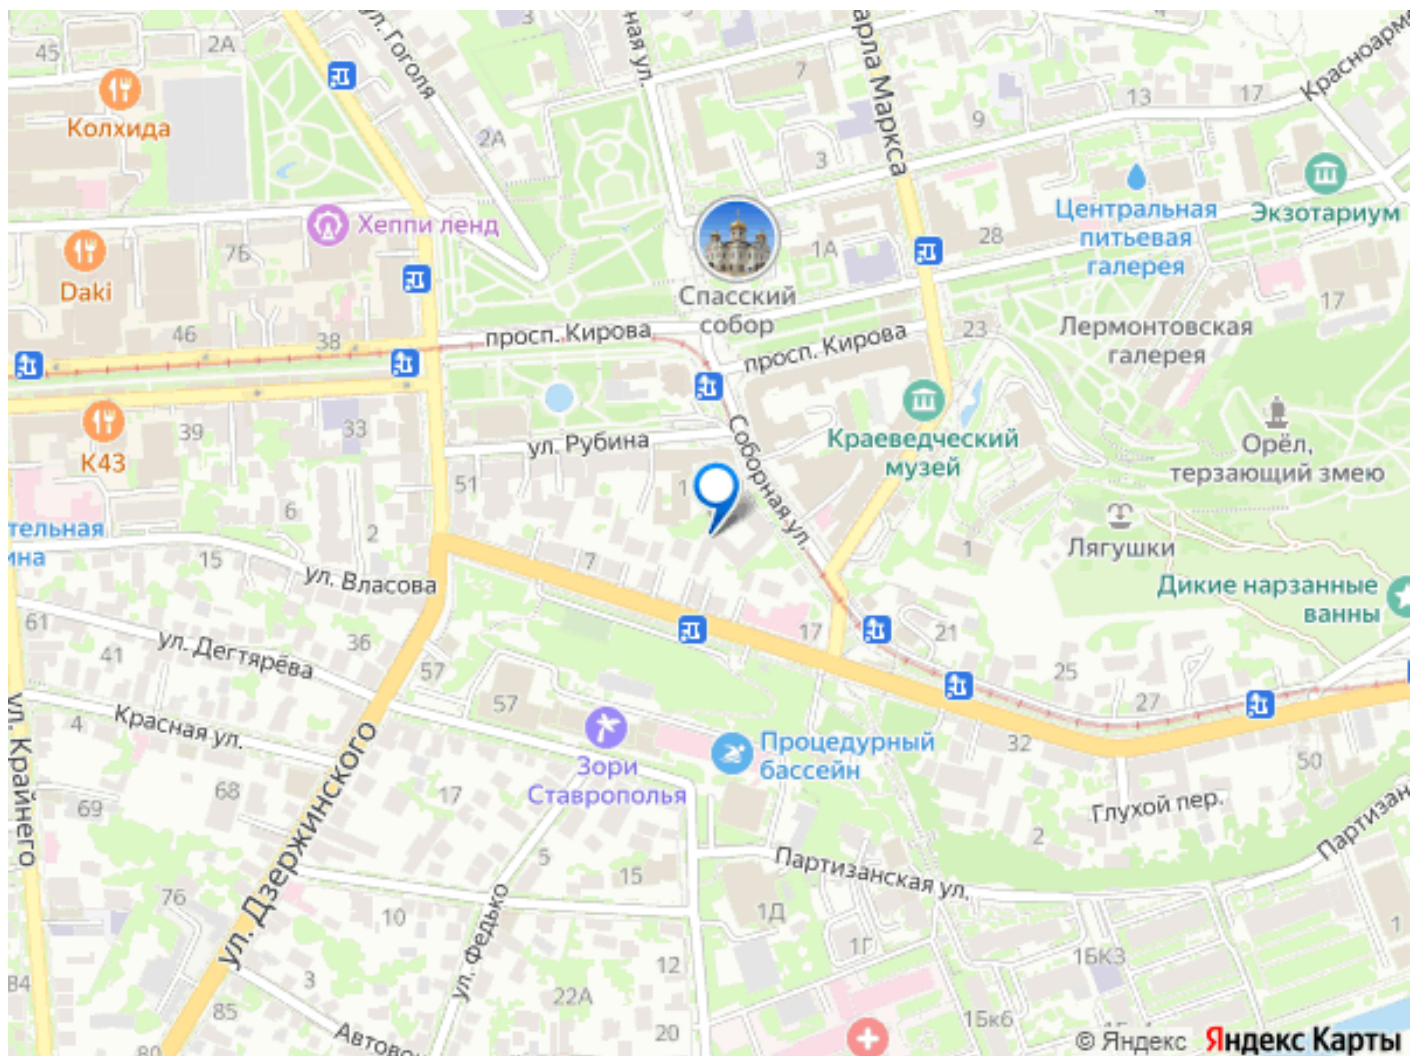 45
2А
ул. Гоголя
3
ная ул.
7
арла Маркса
13
17
Красноарм
9
Колхида
2А
3
Центральная
питьевая
галерея
Экзотариум
Хеппи ленд
7Б
1А
28
Daki
Спасский
собор
17
46
38
просп. Кирова
просп. Кирова
23
Лермонтовская
галерея
К43
39
33
ул. Рубина
Соборная ул.
Краеведческий
музей
Орёл,
терзающий змею
51
1
6
2
тельная
ина
15
ул. Власова
7
1
Лягушки
Дикие нарзанные
ванны
61
41
ул. Дегтярёва
36
57
17
21
25
27
57
4
Красная ул.
ул. Крайнего
ул. Дзержинского
Зори
Ставрополья
Процедурный
бассейн
32
50
69
68
17
Глухой пер.
2
Партизан
5
15
Партизанская ул.
76
10
ул. Федько
1Д
1Г
15К3
1
84
3
12
22А
85
Автовок
20
15к6
80
© Яндекс Яндекс Карты